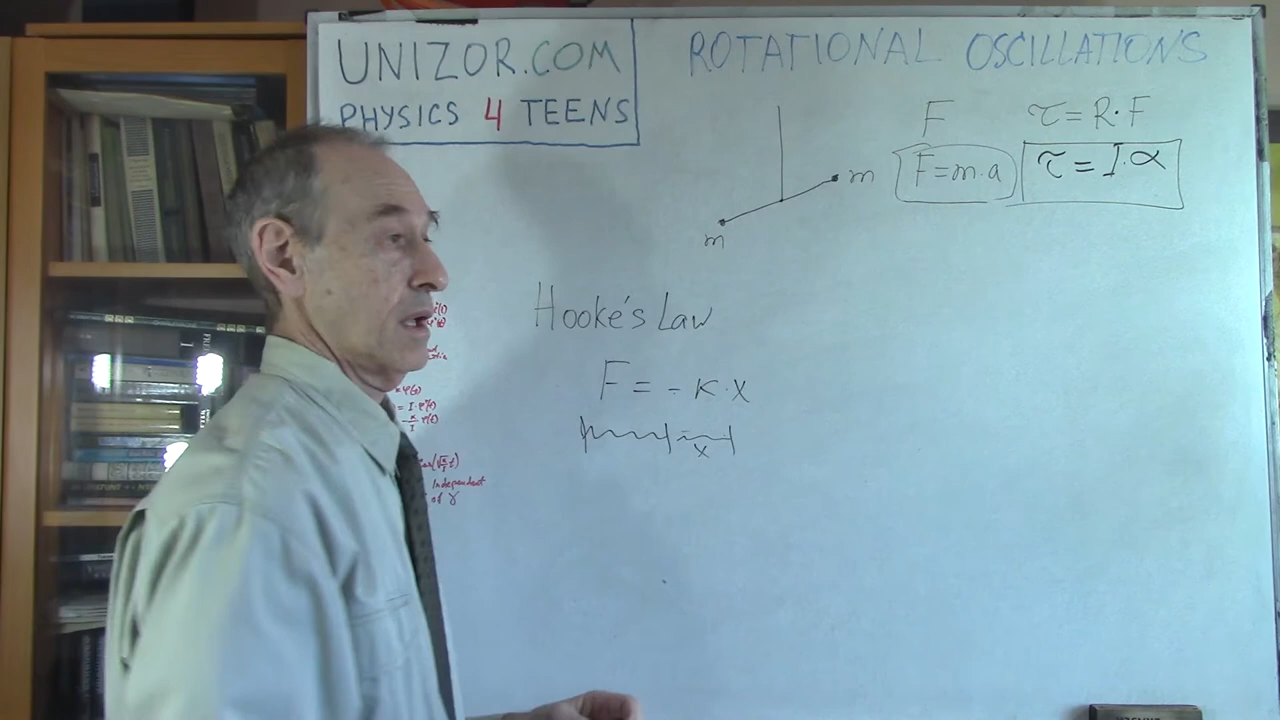 UNIZOR.COM
PHYSICS 4 TEENS
ROTATIONAL OSCILLATIONS
F τ = R·F
F = m·a τ = I·α
m
m
Hooke's Law
F = - K·X
x
= φ(t)
= I·φ''(t)
independent
of γ